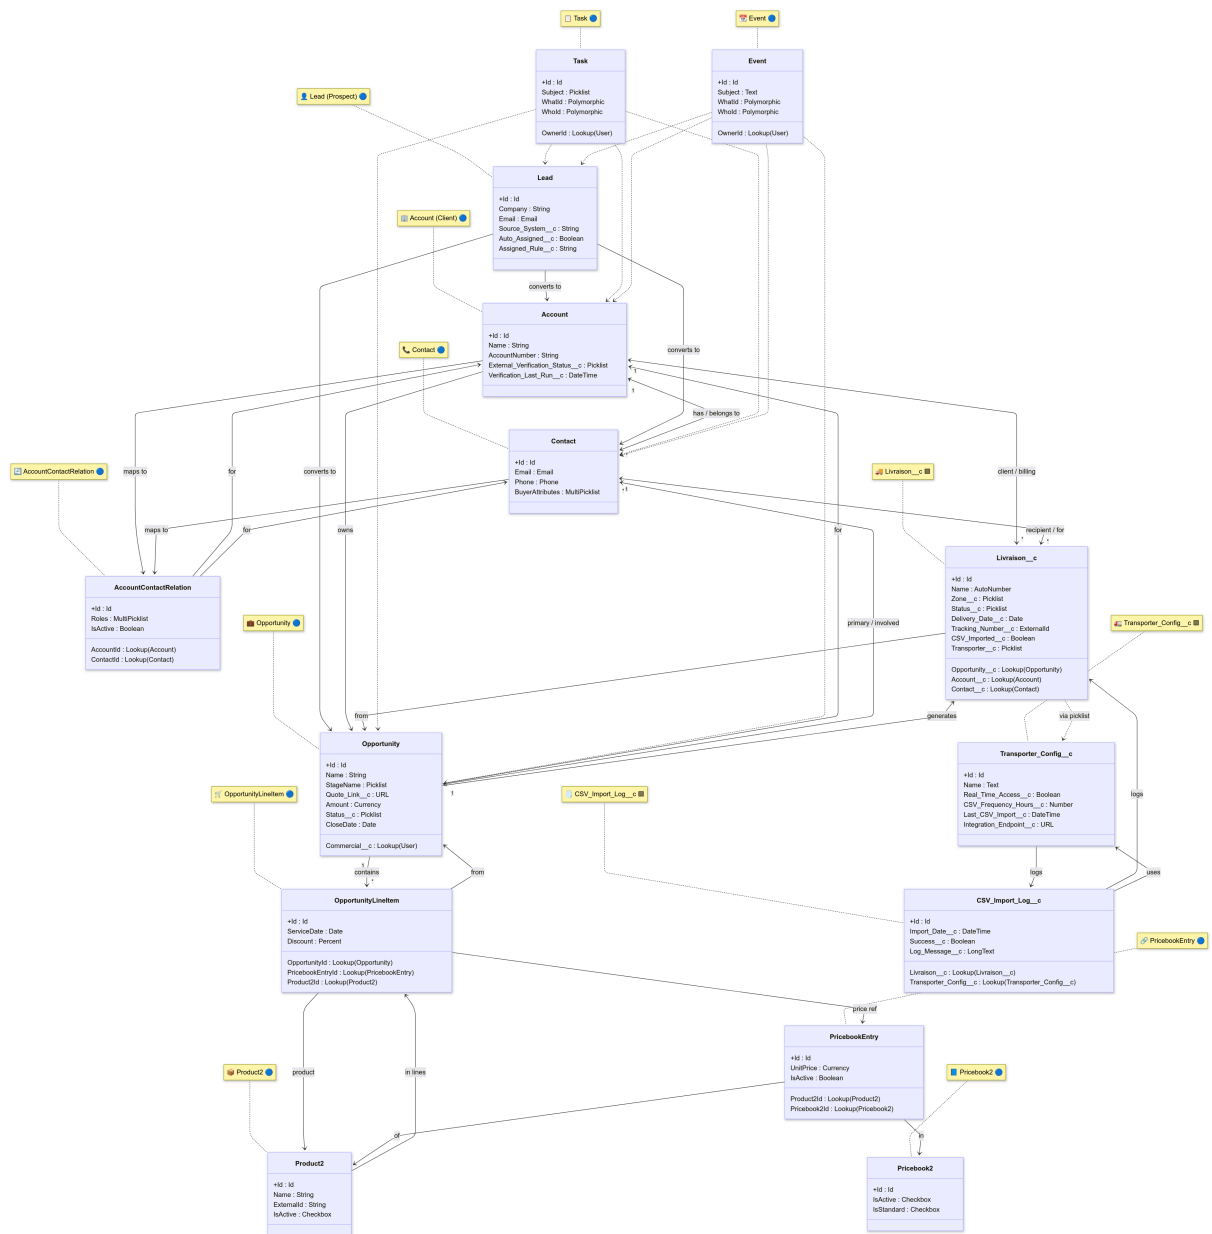 📋 Task 🔵
📆 Event 🔵
Task
+Id : Id
Subject : Picklist
WhatId : Polymorphic
WhoId : Polymorphic
OwnerId : Lookup(User)
Event
+Id : Id
Subject : Text
WhatId : Polymorphic
WhoId : Polymorphic
OwnerId : Lookup(User)
👤 Lead (Prospect) 🔵
Lead
+Id : Id
Company : String
Email : Email
Source_System__c : String
Auto_Assigned__c : Boolean
Assigned_Rule__c : String
🏢 Account (Client) 🔵
converts to
Account
+Id : Id
Name : String
AccountNumber : String
External_Verification_Status__c : Picklist
Verification_Last_Run__c : DateTime
📞 Contact 🔵
converts to
1
1
has / belongs to
Contact
+Id : Id
Email : Email
Phone : Phone
BuyerAttributes : MultiPicklist
*
*1
🔄 AccountContactRelation 🔵
maps to
for
converts to
🚚 Livraison__c 🟫
client / billing
maps to
for
owns
for
recipient / for
*
*
AccountContactRelation
+Id : Id
Roles : MultiPicklist
IsActive : Boolean
AccountId : Lookup(Account)
ContactId : Lookup(Contact)
Livraison__c
+Id : Id
Name : AutoNumber
Zone__c : Picklist
Status__c : Picklist
Delivery_Date__c : Date
Tracking_Number__c : ExternalId
CSV_Imported__c : Boolean
Transporter__c : Picklist
Opportunity__c : Lookup(Opportunity)
Account__c : Lookup(Account)
Contact__c : Lookup(Contact)
💼 Opportunity 🔵
primary / involved
🚛 Transporter_Config__c 🟫
from
generates
via picklist
Opportunity
+Id : Id
Name : String
StageName : Picklist
Quote_Link__c : URL
Amount : Currency
Status__c : Picklist
CloseDate : Date
Commercial__c : Lookup(User)
1
Transporter_Config__c
+Id : Id
Name : Text
Real_Time_Access__c : Boolean
CSV_Frequency_Hours__c : Number
Last_CSV_Import__c : DateTime
Integration_Endpoint__c : URL
logs
🛒 OpportunityLineItem 🔵
🗒️ CSV_Import_Log__c 🟫
1
contains
*
from
logs
uses
OpportunityLineItem
+Id : Id
ServiceDate : Date
Discount : Percent
OpportunityId : Lookup(Opportunity)
PricebookEntryId : Lookup(PricebookEntry)
Product2Id : Lookup(Product2)
CSV_Import_Log__c
+Id : Id
Import_Date__c : DateTime
Success__c : Boolean
Log_Message__c : LongText
Livraison__c : Lookup(Livraison__c)
Transporter_Config__c : Lookup(Transporter_Config__c)
🔗 PricebookEntry 🔵
price ref
PricebookEntry
+Id : Id
UnitPrice : Currency
IsActive : Boolean
Product2Id : Lookup(Product2)
Pricebook2Id : Lookup(Pricebook2)
📦 Product2 🔵
product
in lines
📘 Pricebook2 🔵
of
in
Product2
+Id : Id
Name : String
ExternalId : String
IsActive : Checkbox
Pricebook2
+Id : Id
IsActive : Checkbox
IsStandard : Checkbox